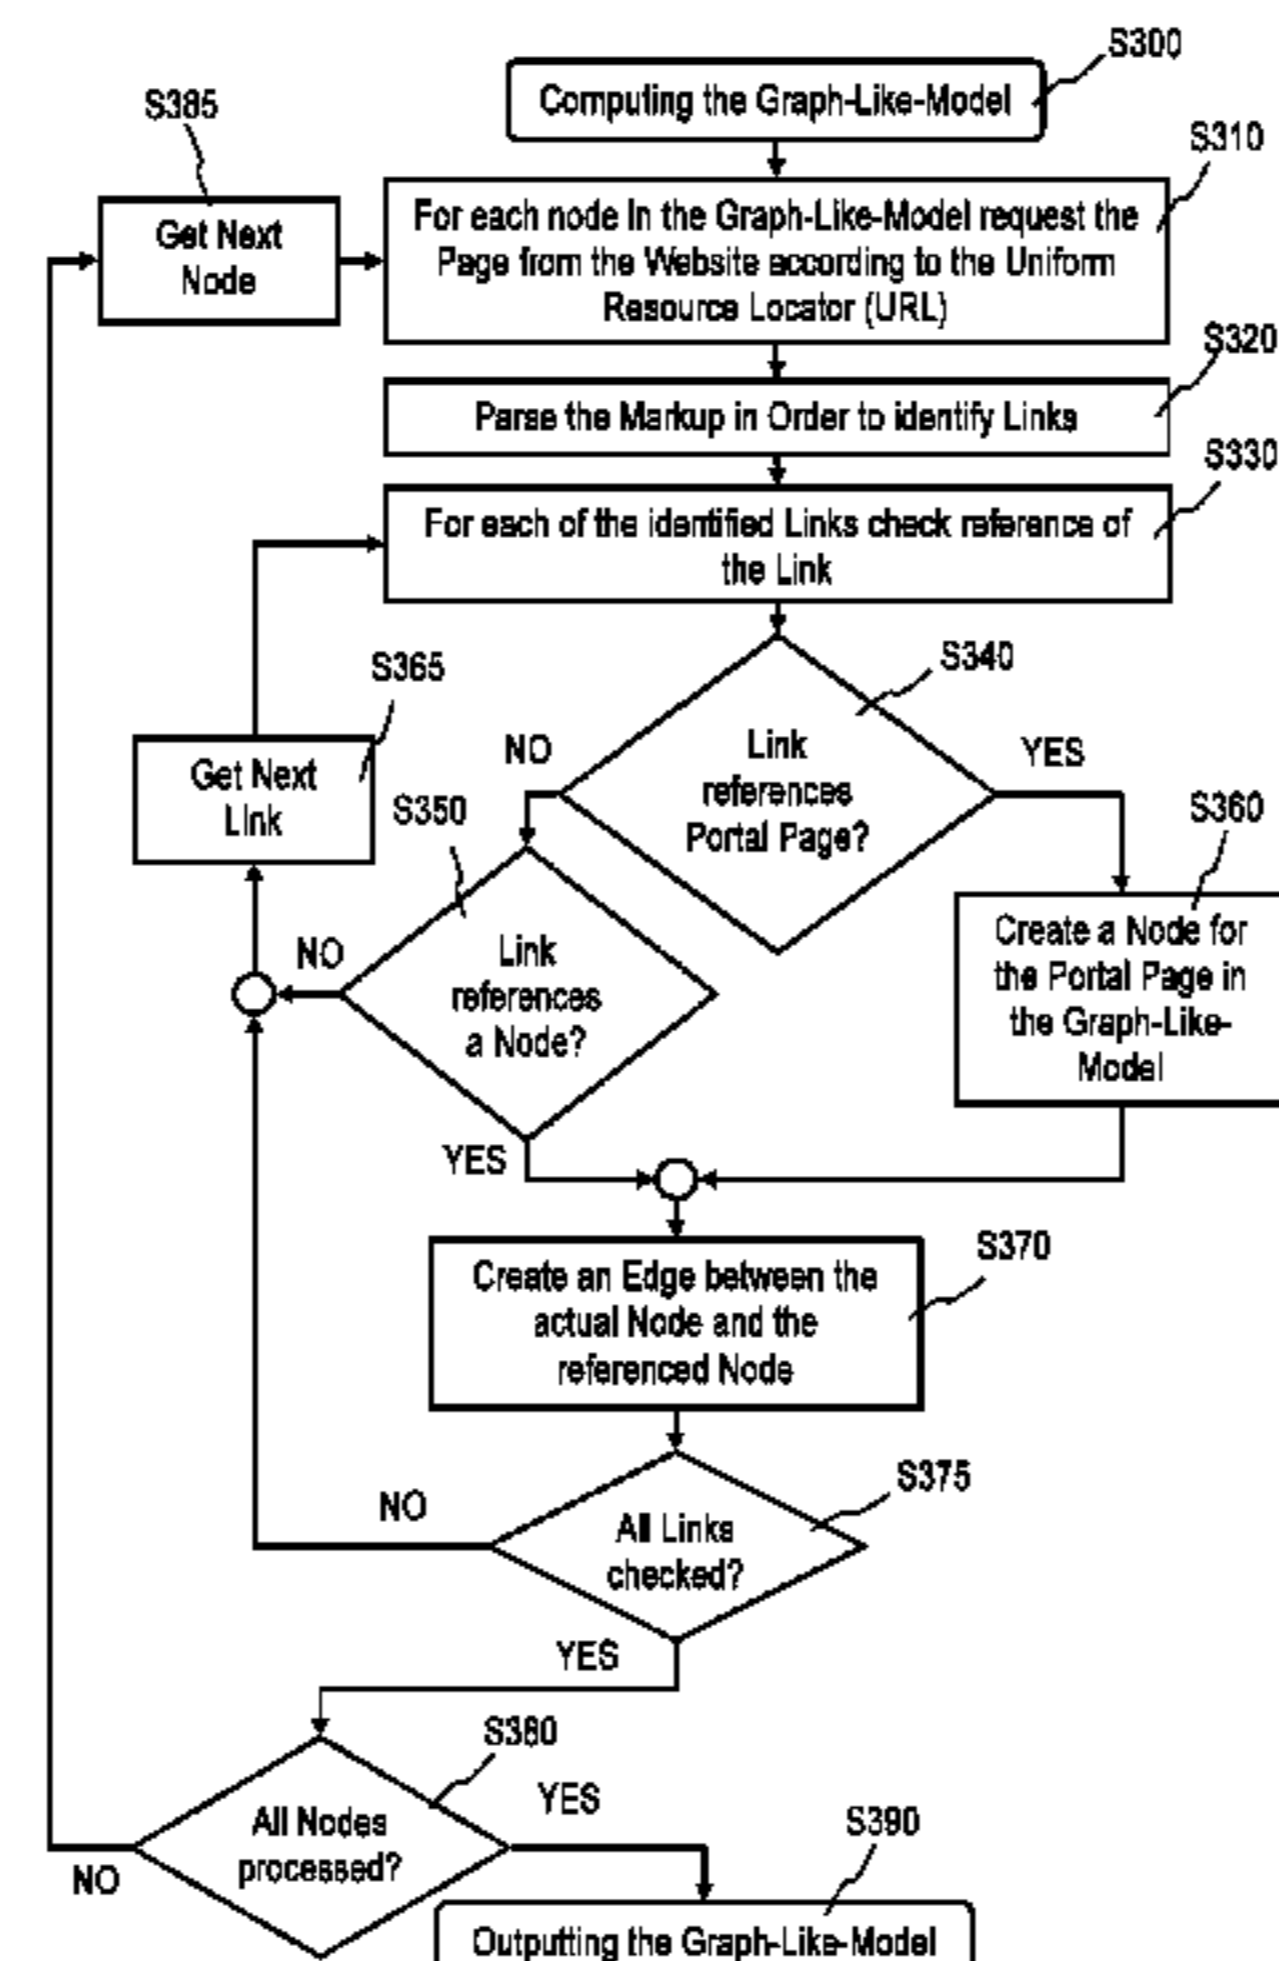 S300
Computing the Graph-Like-Model
S385
S310
Get Next
Node
For each node in the Graph-Like-Model request the
Page from the Website according to the Uniform
Resource Locator (URL)
S320
Parse the Markup in Order to identify Links
S330
For each of the identified Links check reference of
the Link
S365
S340
Get Next
Link
NO
Link
references
Portal Page?
YES
S350
S360
NO
Link
references
a Node?
Create a Node for
the Portal Page in
the Graph-Like-
Model
YES
S370
Create an Edge between the
actual Node and the
referenced Node
S375
NO
All Links
checked?
YES
S380
All Nodes
processed?
YES
NO
S390
Outputting the Graph-Like-Model